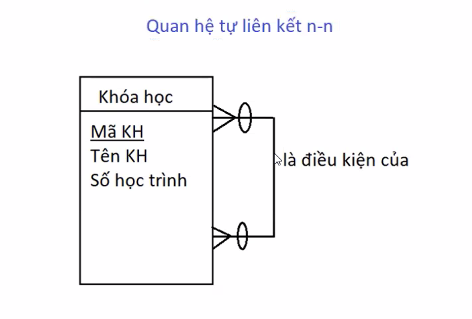 Quan hệ tự liên kết n-n
Khóa học
Mã KH
Tên KH
Số học trình
là điều kiện của